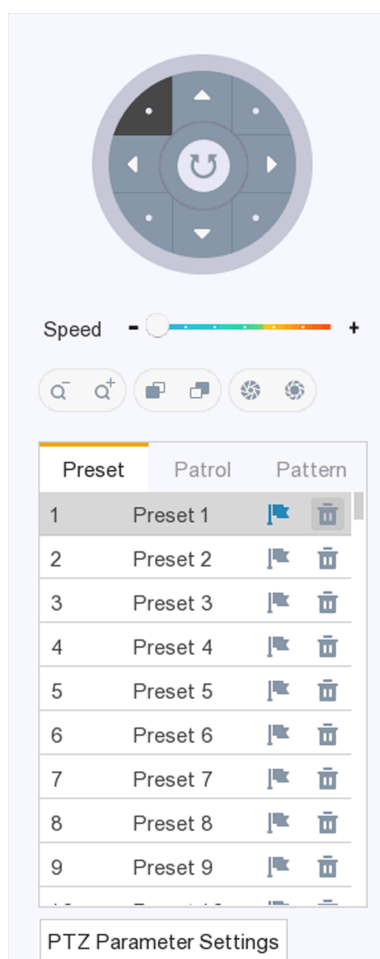 Speed - +
Preset Patrol Pattern
1 Preset 1
2 Preset 2
3 Preset 3
4 Preset 4
5 Preset 5
6 Preset 6
7 Preset 7
8 Preset 8
9 Preset 9
PTZ Parameter Settings